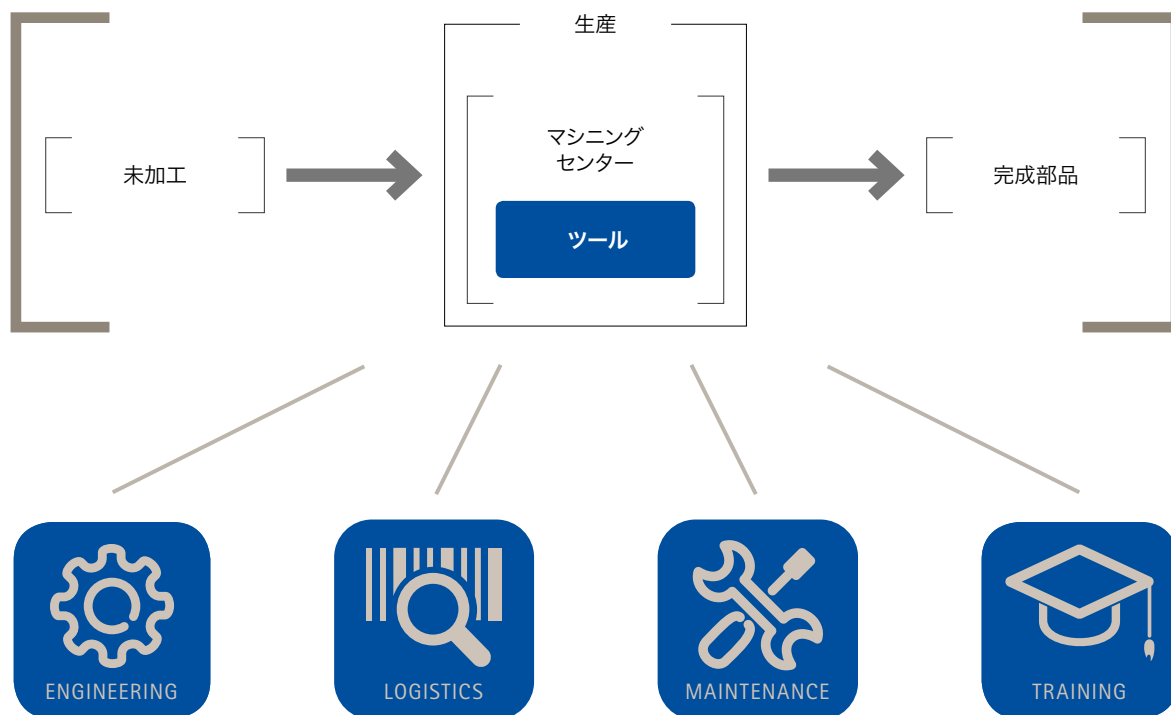 生産
未加工
マシニング
センター
ツール
完成部品
ENGINEERING
LOGISTICS
MAINTENANCE
TRAINING